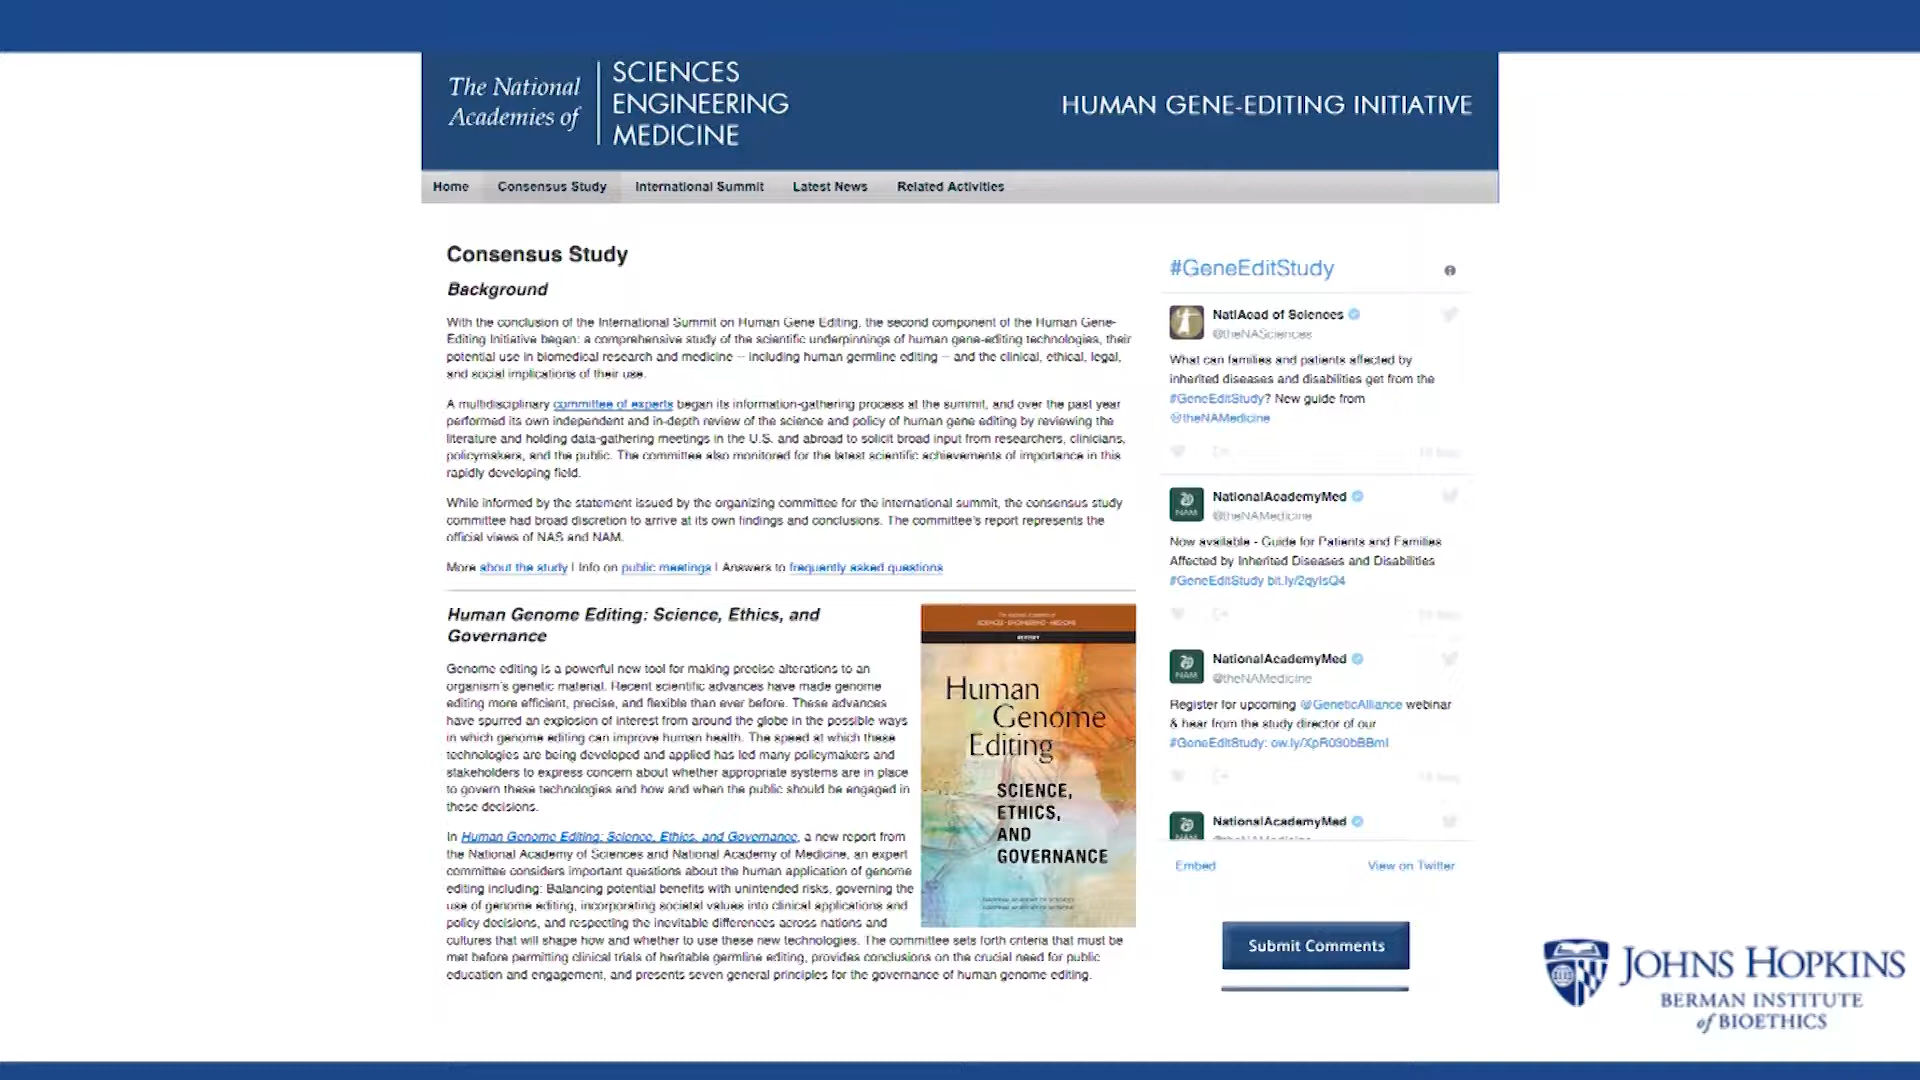 The National Academies of
SCIENCES
ENGINEERING
MEDICINE
HUMAN GENE-EDITING INITIATIVE
Home
Consensus Study
International Summit
Latest News
Related Activities
Consensus Study
Background
With the conclusion of the International Summit on Human Gene Editing, the second component of the Human Gene-
Editing Initiative began: a comprehensive study of the scientific underpinnings of human gene-editing technologies, their
potential use in biomedical research and medicine -- including human germline editing -- and the clinical, ethical, legal,
and social implications of their use.
A multidisciplinary committee of experts began its information-gathering process at the summit, and over the past year
performed its own independent and in-depth review of the science and policy of human gene editing by reviewing the
literature and holding data-gathering meetings in the U.S. and abroad to solicit broad input from researchers, clinicians,
policymakers, and the public. The committee also monitored for the latest scientific achievements of importance in this
rapidly developing field.
While informed by the statement issued by the organizing committee for the international summit, the consensus study
committee had broad discretion to arrive at its own findings and conclusions. The committee's report represents the
official views of NAS and NAM.
More about the study | Info on public meetings | Answers to frequently asked questions
Human Genome Editing: Science, Ethics, and
Governance
Genome editing is a powerful new tool for making precise alterations to an
organism's genetic material. Recent scientific advances have made genome
editing more efficient, precise, and flexible than ever before. These advances
have spurred an explosion of interest from around the globe in the possible ways
in which genome editing can improve human health. The speed at which these
technologies are being developed and applied has led many policymakers and
stakeholders to express concern about whether appropriate systems are in place
to govern these technologies and how and when the public should be engaged in
these decisions.
In Human Genome Editing: Science, Ethics, and Governance, a new report from
the National Academy of Sciences and National Academy of Medicine, an expert
committee considers important questions about the human application of genome
editing including: Balancing potential benefits with unintended risks, governing the
use of genome editing, incorporating societal values into clinical applications and
policy decisions, and respecting the inevitable differences across nations and
cultures that will shape how and whether to use these new technologies. The committee sets forth criteria that must be
met before permitting clinical trials of heritable germline editing, provides conclusions on the crucial need for public
education and engagement, and presents seven general principles for the governance of human genome editing.
SCIENCES · ENGINEERING · MEDICINE
REPORT
Human
Genome
Editing
SCIENCE,
ETHICS,
AND
GOVERNANCE
#GeneEditStudy
NatlAcad of Sciences
@theNASciences
What can families and patients affected by
inherited diseases and disabilities get from the
#GeneEditStudy? New guide from
@theNAMedicine
NAM
NationalAcademyMed
@theNAMedicine
Now available - Guide for Patients and Families
Affected by Inherited Diseases and Disabilities
#GeneEditStudy bit.ly/2qyIsQ4
NAM
NationalAcademyMed
@theNAMedicine
Register for upcoming @GeneticAlliance webinar
& hear from the study director of our
#GeneEditStudy:
NAM
NationalAcademyMed
@theNAMedicine
Embed
View on Twitter
Submit Comments
JOHNS HOPKINS
BERMAN INSTITUTE
of BIOETHICS